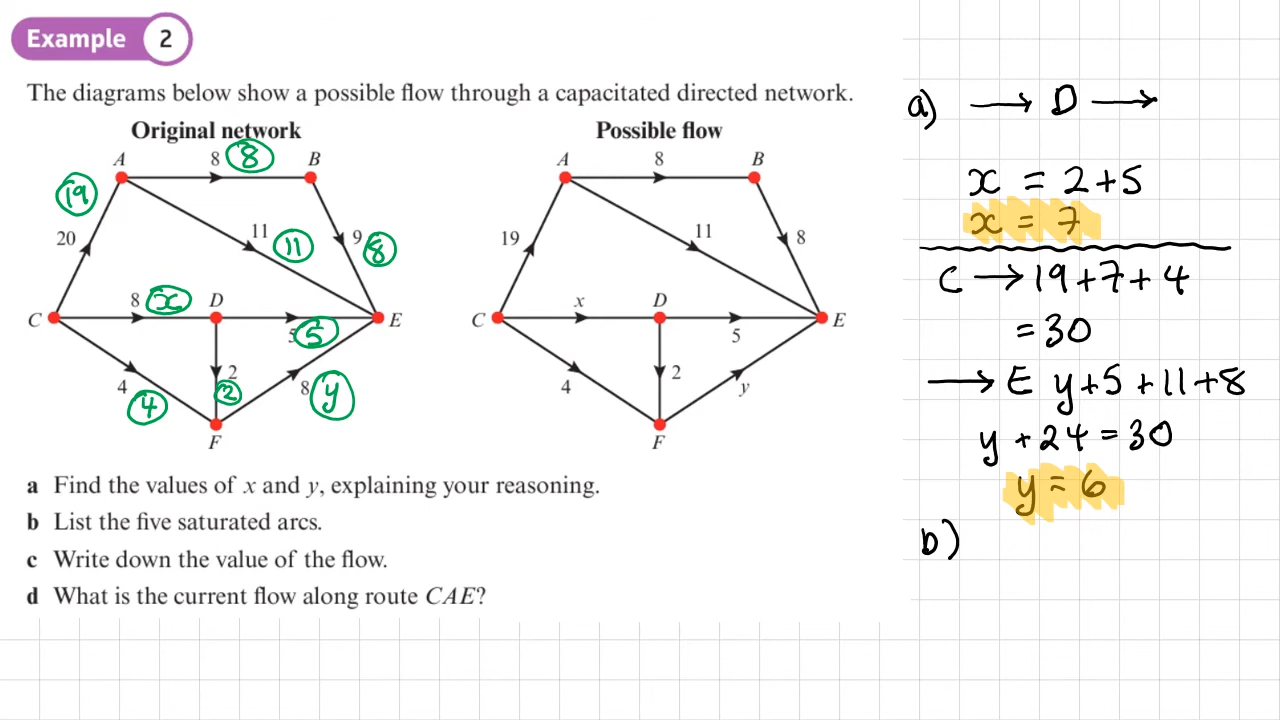 Example 2
The diagrams below show a possible flow through a capacitated directed network.
Original network
A 8 8 B
19
20
11 11
9 8
C 8 x D
5 5
E
4 4
2 2
8 y
F
Possible flow
A 8 B
19
11
8
C x D
5
E
4
2
y
F
a Find the values of x and y, explaining your reasoning.
b List the five saturated arcs.
c Write down the value of the flow.
d What is the current flow along route CAE?
a) → D →
x = 2+5
x = 7
C → 19+7+4
= 30
→ E y+5+11+8
y + 24 = 30
y = 6
b)